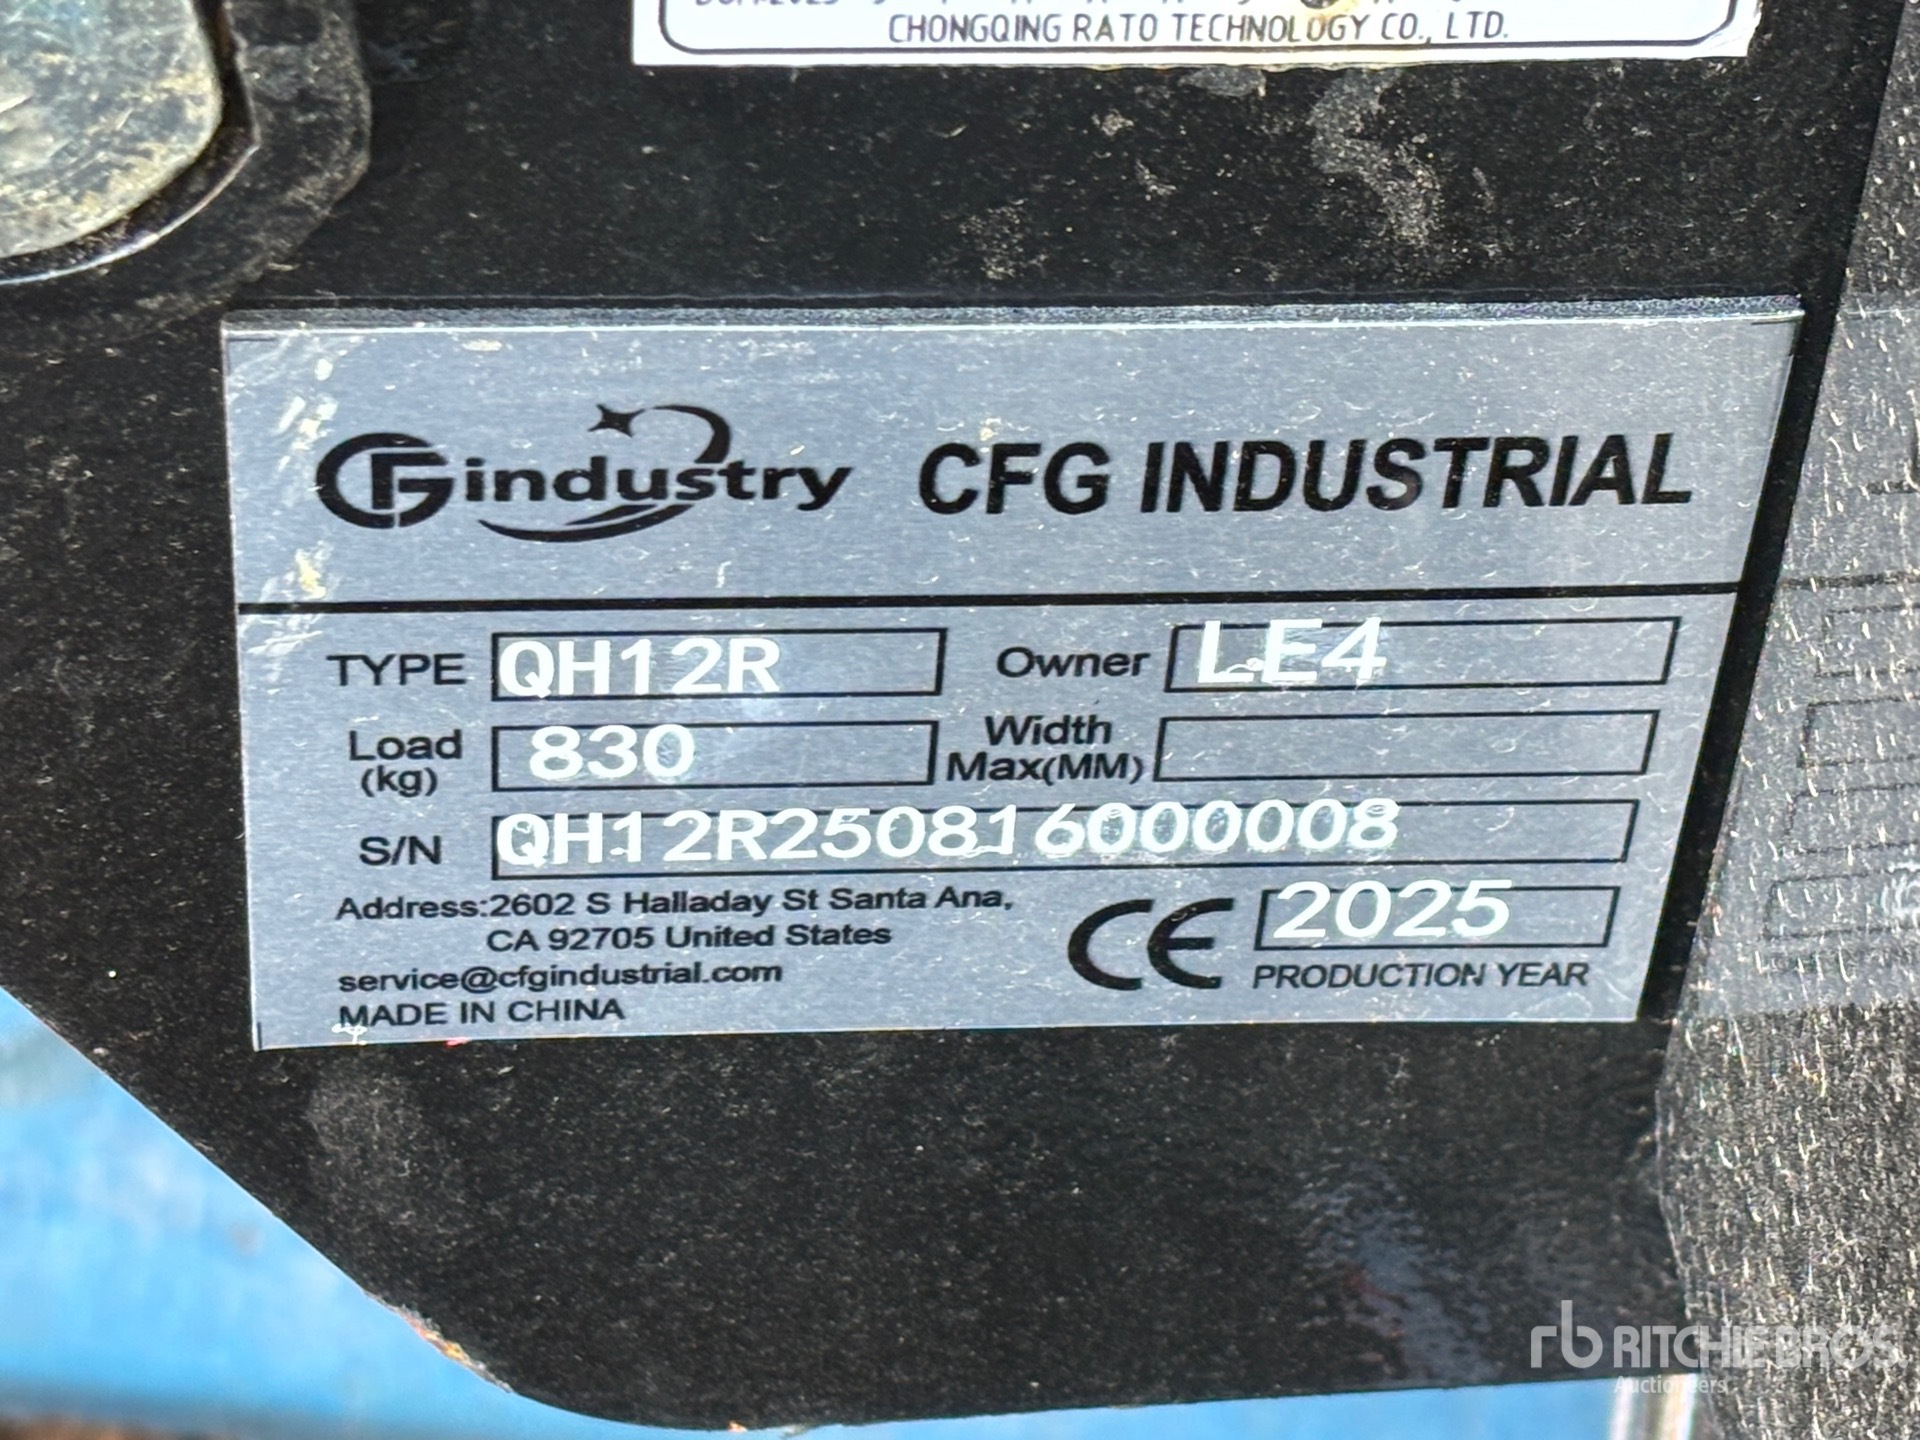 CHONGQING RATO TECHNOLOGY CO., LTD.
CFGindustry CFG INDUSTRIAL
TYPE QH12R Owner LE4
Load (kg) 830 Width Max(MM)
S/N QH12R250816000008
Address:2602 S Halladay St Santa Ana,
CA 92705 United States
service@cfgindustrial.com
MADE IN CHINA
CE 2025
PRODUCTION YEAR
rb RITCHIE BROS.
Auctioneers